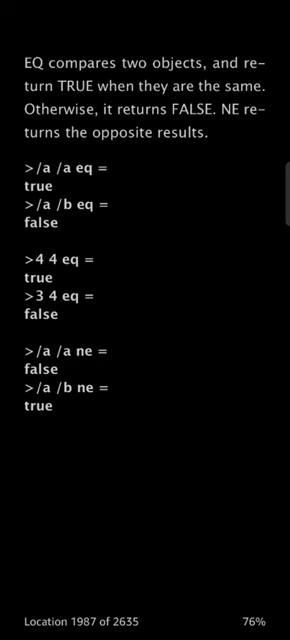 EQ compares two objects, and re-
turn TRUE when they are the same.
Otherwise, it returns FALSE. NE re-
turns the opposite results.
>/a /a eq =
true
>/a /b eq =
false
>4 4 eq =
true
>3 4 eq =
false
>/a /a ne =
false
>/a /b ne =
true
Location 1987 of 2635 76%